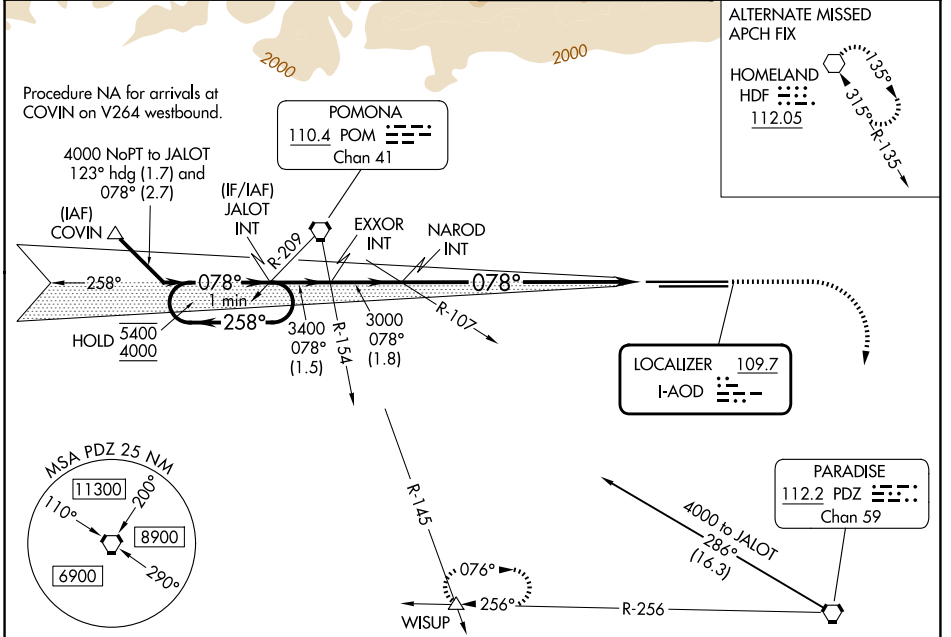 2000
2000
ALTERNATE MISSED
APCH FIX
HOMELAND
HDF
112.05
135°
315°
R-135
Procedure NA for arrivals at
COVIN on V264 westbound.
POMONA
110.4 POM
Chan 41
4000 NoPT to JALOT
123° hdg (1.7) and
078° (2.7)
(IAF)
COVIN
(IF/IAF)
JALOT
INT
R-209
EXXOR
INT
NAROD
INT
258°
078°
1 min
258°
078°
HOLD 5400
4000
3400
078°
(1.5)
R-154
3000
078°
(1.8)
R-107
LOCALIZER 109.7
I-AOD
MSA PDZ 25 NM
11300
200°
110°
8900
6900
290°
R-145
4000 to JALOT
286°
(16.3)
PARADISE
112.2 PDZ
Chan 59
076°
256°
R-256
WISUP